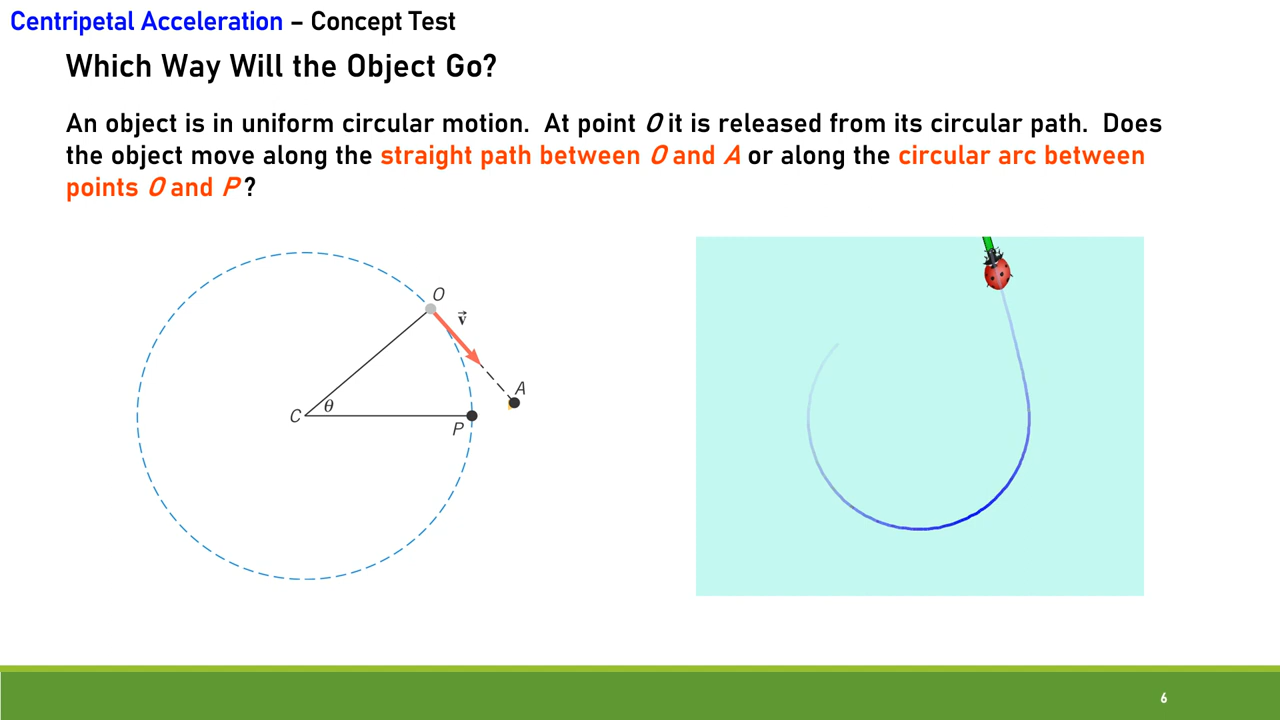 Centripetal Acceleration – Concept Test
Which Way Will the Object Go?
An object is in uniform circular motion. At point O it is released from its circular path. Does
the object move along the straight path between O and A or along the circular arc between
points O and P ?
O
v⃗
A
C
θ
P
6